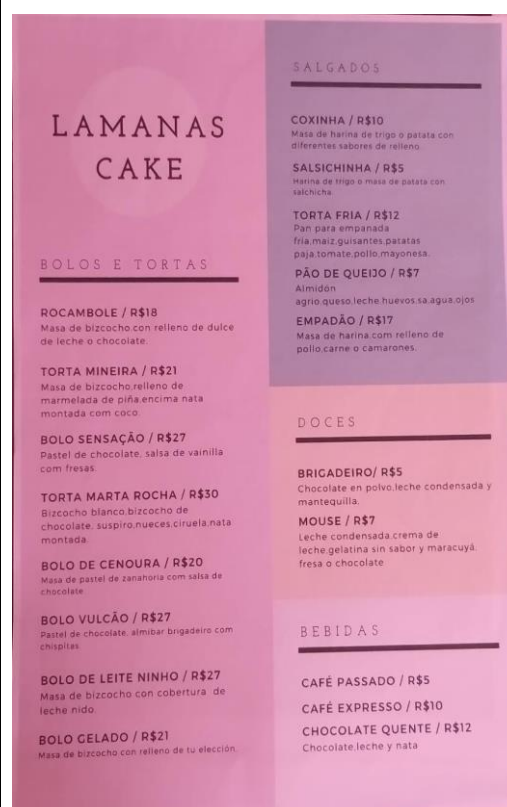 LAMANAS
CAKE
BOLOS E TORTAS
ROCAMBOLE / R$18
Masa de bizcocho,con relleno de dulce
de leche o chocolate.
TORTA MINEIRA / R$21
Masa de bizcocho,relleno de
marmelada de piña,encima nata
montada com coco.
BOLO SENSAÇÃO / R$27
Pastel de chocolate, salsa de vainilla
com fresas.
TORTA MARTA ROCHA / R$30
Bizcocho blanco,bizcocho de
chocolate, suspiro,nueces,ciruela,nata
montada.
BOLO DE CENOURA / R$20
Masa de pastel de zanahoria com salsa de
chocolate.
BOLO VULCÃO / R$27
Pastel de chocolate, almibar brigadeiro com
chispitas.
BOLO DE LEITE NINHO / R$27
Masa de bizcocho con cobertura de
leche nido.
BOLO GELADO / R$21
Masa de bizcocho con relleno de tu elección.
SALGADOS
COXINHA / R$10
Masa de harina de trigo o patata con
diferentes sabores de relleno.
SALSICHINHA / R$5
Harina de trigo o masa de patata con
salchicha.
TORTA FRIA / R$12
Pan para empanada
fria,maiz,guisantes,patatas
paja,tomate,pollo,mayonesa.
PÃO DE QUEIJO / R$7
Almidón
agrio,queso,leche,huevos,sa,agua,ojos
EMPADÃO / R$17
Masa de harina,com relleno de
pollo,carne o camarones.
DOCES
BRIGADEIRO/ R$5
Chocolate en polvo,leche condensada y
mantequilla.
MOUSE / R$7
Leche condensada,crema de
leche,gelatina sin sabor y maracuyá,
fresa o chocolate
BEBIDAS
CAFÉ PASSADO / R$5
CAFÉ EXPRESSO / R$10
CHOCOLATE QUENTE / R$12
Chocolate,leche y nata